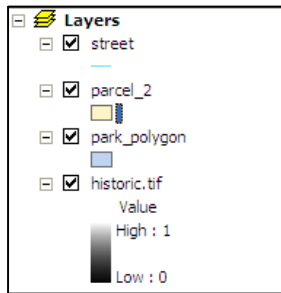 Layers
street
parcel_2
park_polygon
historic.tif
Value
High : 1
Low : 0